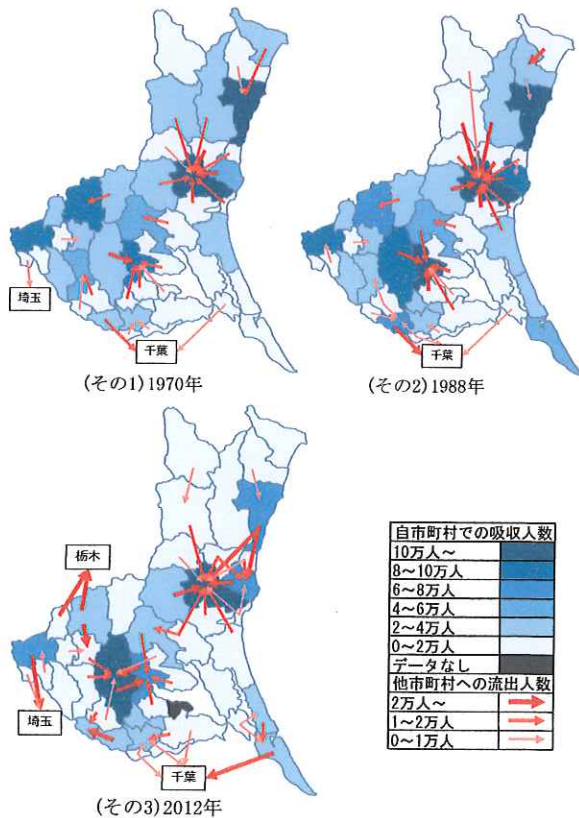 埼玉
千葉
(その1)1970年
千葉
(その2)1988年
栃木
埼玉
千葉
(その3)2012年
自市町村での吸収人数
10万人~
8~10万人
6~8万人
4~6万人
2~4万人
0~2万人
データなし
他市町村への流出人数
2万人~
1~2万人
0~1万人